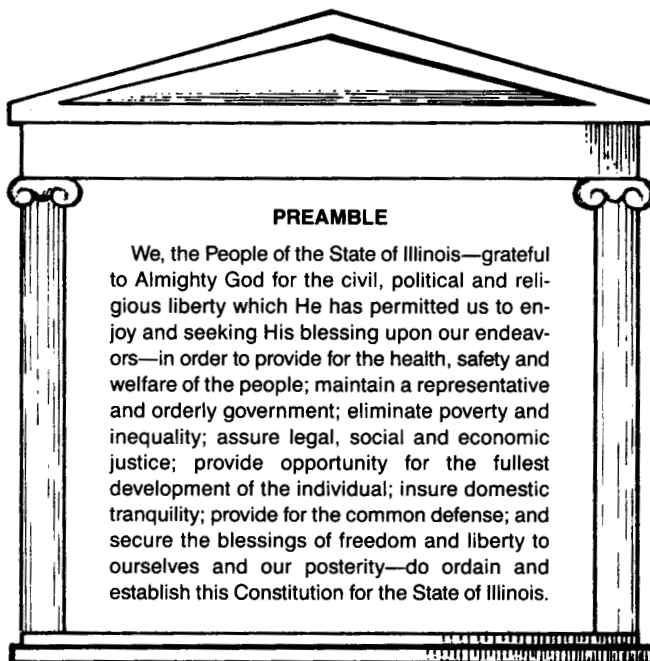 PREAMBLE
We, the People of the State of Illinois—grateful
to Almighty God for the civil, political and reli-
gious liberty which He has permitted us to en-
joy and seeking His blessing upon our endeav-
ors—in order to provide for the health, safety and
welfare of the people; maintain a representative
and orderly government; eliminate poverty and
inequality; assure legal, social and economic
justice; provide opportunity for the fullest
development of the individual; insure domestic
tranquility; provide for the common defense; and
secure the blessings of freedom and liberty to
ourselves and our posterity—do ordain and
establish this Constitution for the State of Illinois.